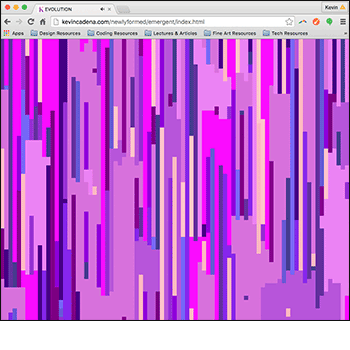 EVOLUTION
Kevin
kevincadena.com/newlyformed/emergent/index.html
Apps Design Resources Coding Resources Lectures & Articles Fine Art Resources Tech Resources